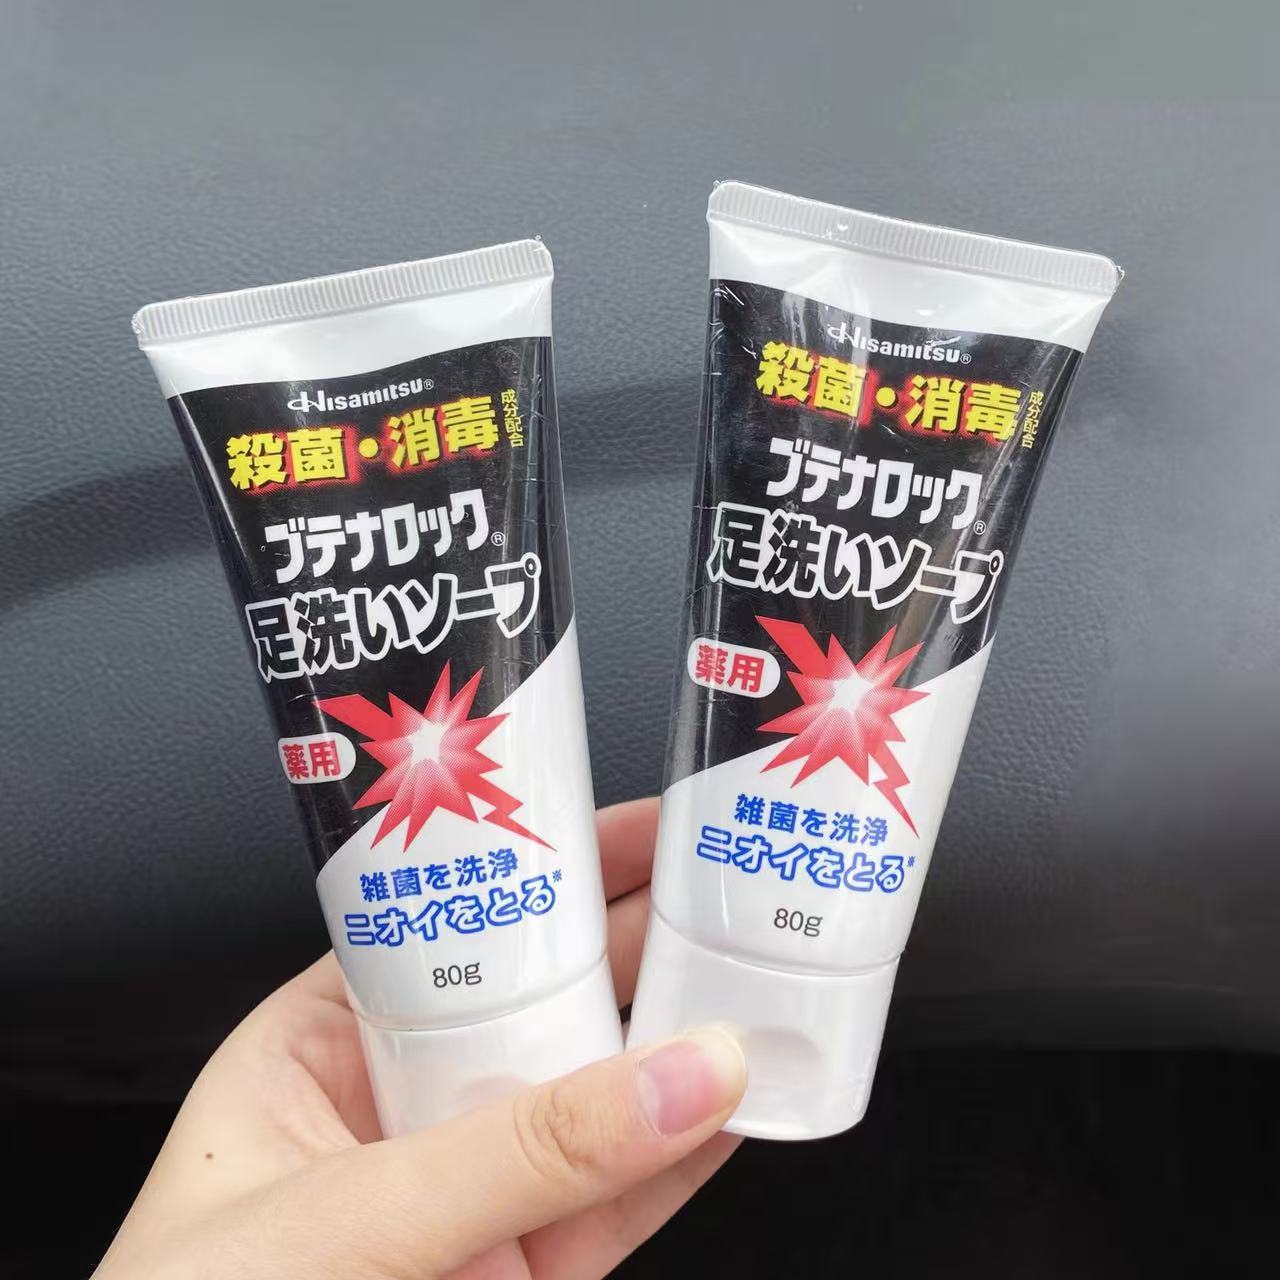 Hisamitsu®
殺菌・消毒 成分配合
ブテナロック®
足洗いソープ
薬用
雑菌を洗浄
ニオイをとる※
80g
Hisamitsu®
殺菌・消毒 成分配合
ブテナロック®
足洗いソープ
薬用
雑菌を洗浄
ニオイをとる※
80g